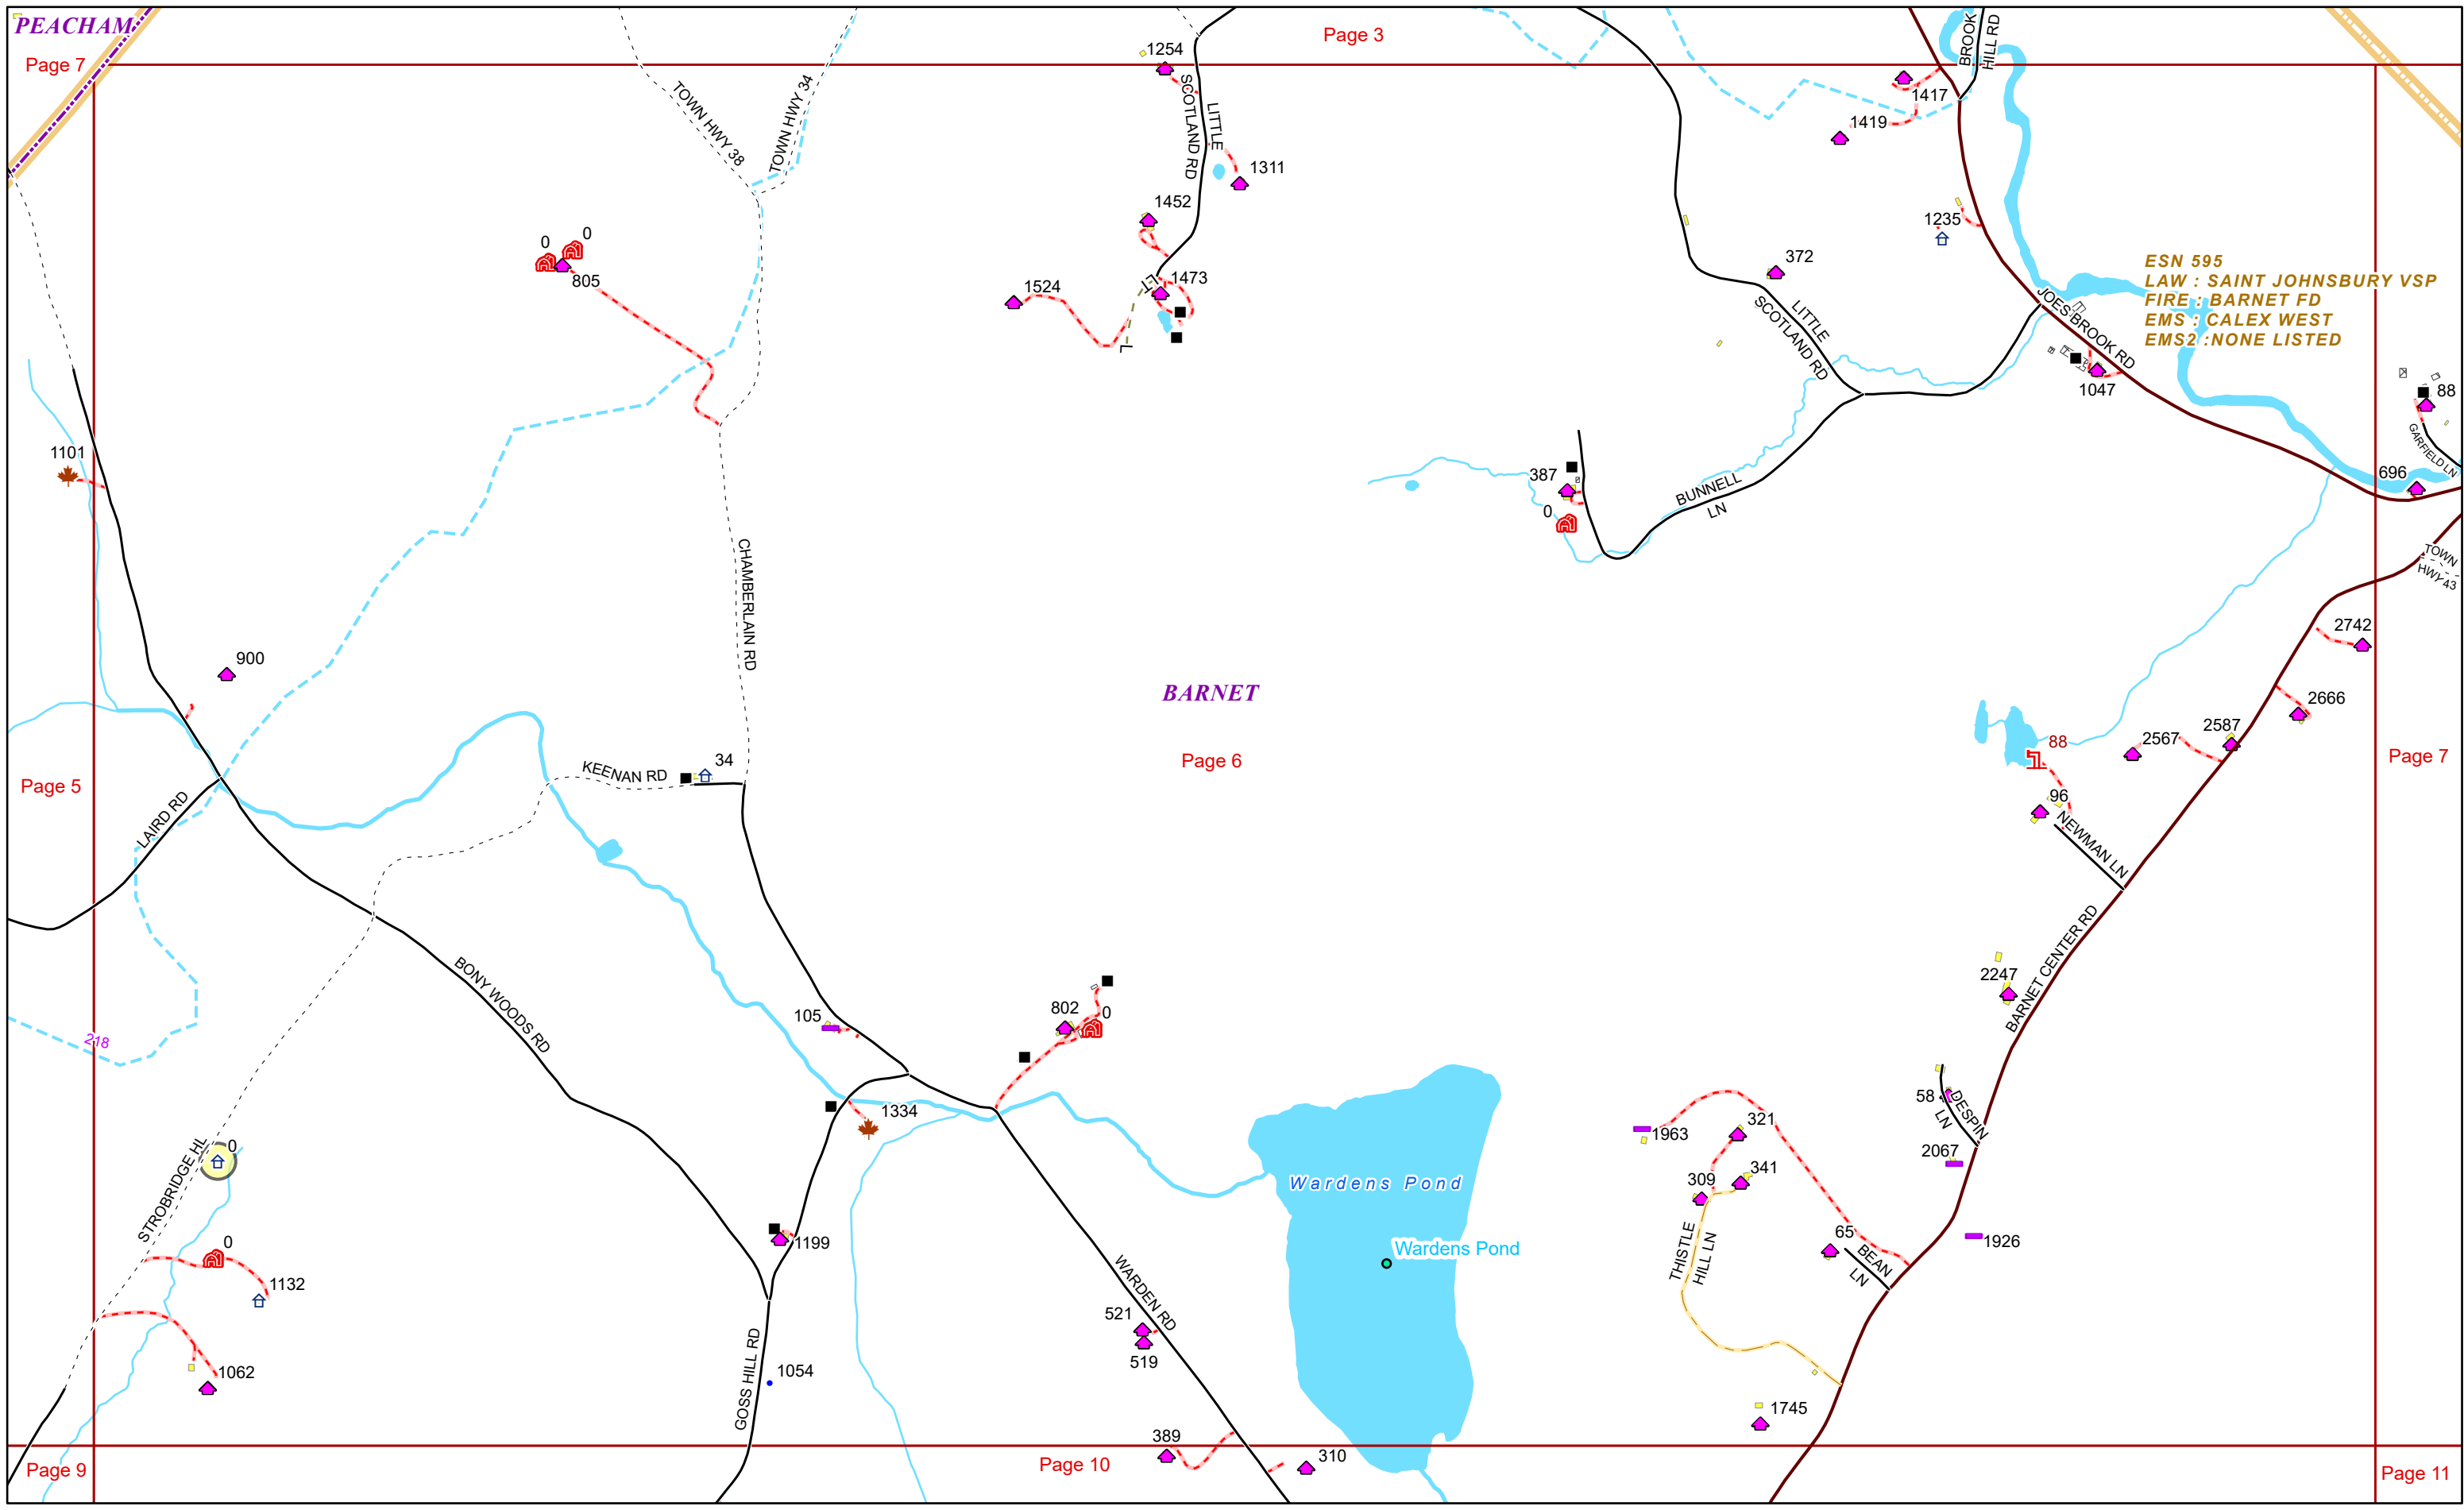 PEACHAM
Page 7
Page 3
BROOK
HILL RD
TOWN HWY 38
TOWN HWY 34
1254
LITTLE
SCOTLAND RD
1417
1419
1311
1452
1235
0
0
805
1473
1524
LT
L
372
LITTLE
SCOTLAND RD
ESN 595
LAW : SAINT JOHNSBURY VSP
FIRE : BARNET FD
EMS : CALEX WEST
EMS2 :NONE LISTED
JOES BROOK RD
1047
88
GARFIELD LN
696
1101
387
0
BUNNELL
LN
TOWN
HWY 43
CHAMBERLAIN RD
2742
900
BARNET
Page 6
2666
2587
2567
88
Page 7
Page 5
KEENAN RD
34
LAIRD RD
96
NEWMAN LN
BONY WOODS RD
2247
BARNET CENTER RD
105
802
0
218
1334
58
DESPIN
LN
321
1963
2067
341
309
0
STROBRIDGE HL
Wardens Pond
Wardens Pond
1199
65
BEAN
LN
1926
THISTLE
HILL LN
0
1132
WARDEN RD
521
519
1062
GOSS HILL RD
1054
1745
389
310
Page 9
Page 10
Page 11